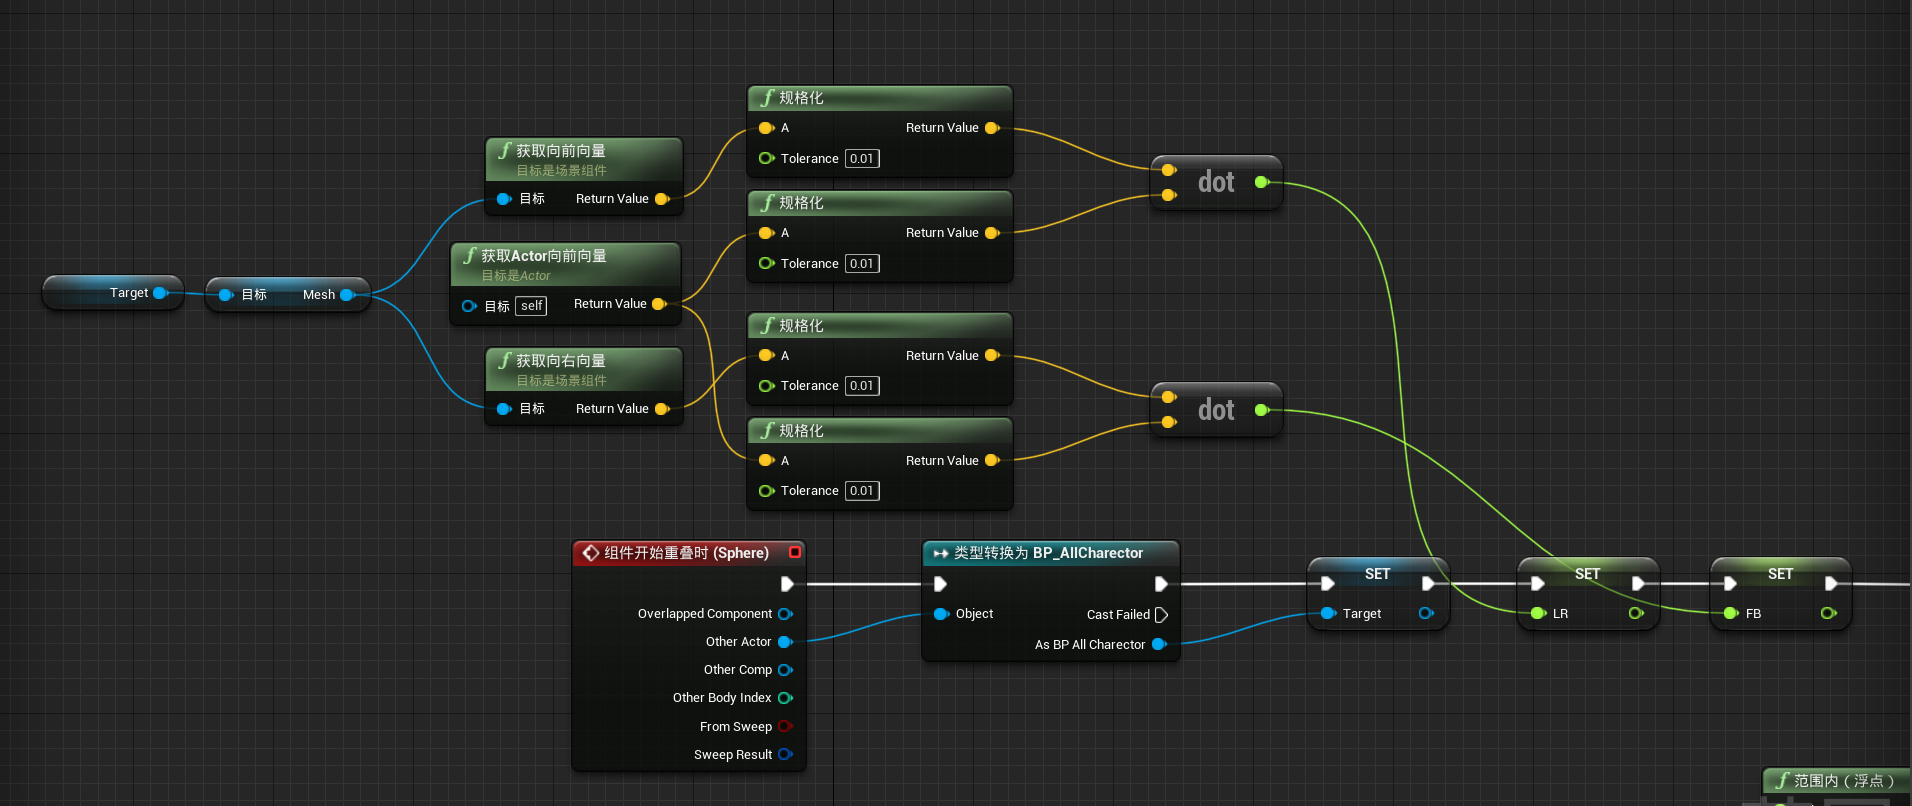 Target
目标
Mesh
获取向前向量
目标是场景组件
目标
Return Value
获取Actor向前向量
目标是Actor
目标
self
Return Value
获取向右向量
目标是场景组件
目标
Return Value
规格化
A
Return Value
Tolerance
0.01
规格化
A
Return Value
Tolerance
0.01
规格化
A
Return Value
Tolerance
0.01
规格化
A
Return Value
Tolerance
0.01
dot
dot
组件开始重叠时 (Sphere)
Overlapped Component
Other Actor
Other Comp
Other Body Index
From Sweep
Sweep Result
类型转换为 BP_AllCharector
Object
Cast Failed
As BP All Charector
SET
Target
SET
LR
SET
FB
范围内（浮点）